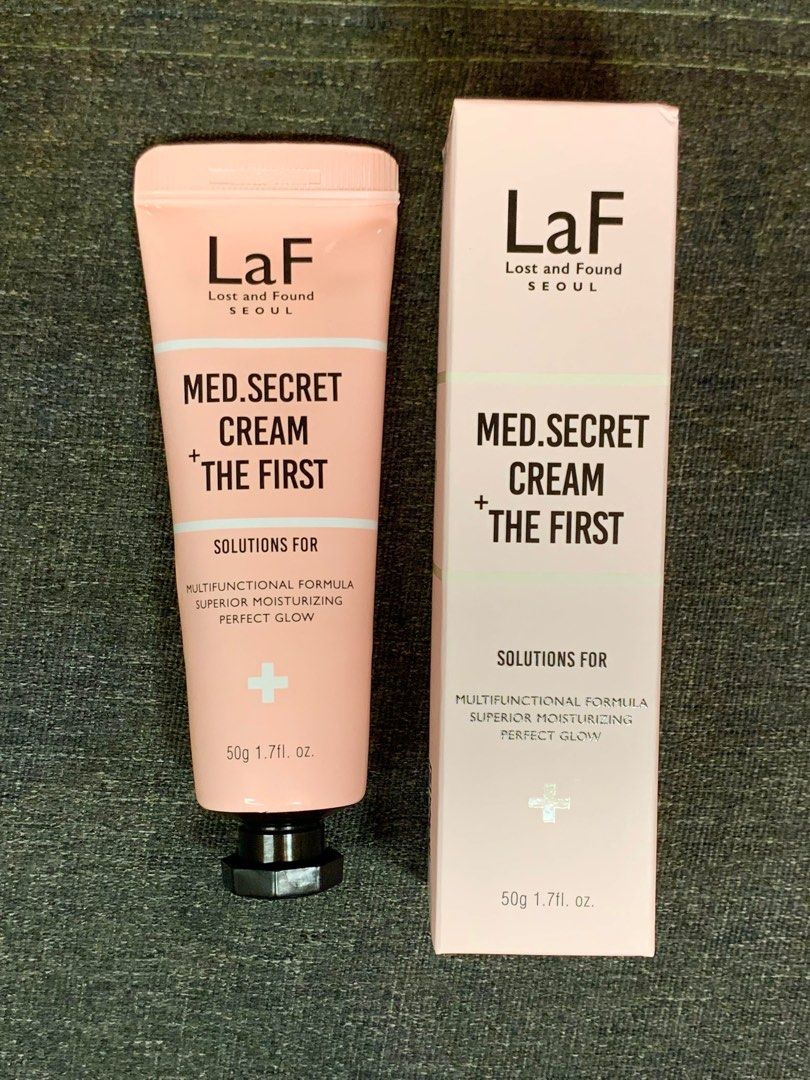 LaF
Lost and Found
SEOUL
MED.SECRET
CREAM
+THE FIRST
SOLUTIONS FOR
MULTIFUNCTIONAL FORMULA
SUPERIOR MOISTURIZING
PERFECT GLOW
50g 1.7fl. oz.
LaF
Lost and Found
SEOUL
MED.SECRET
CREAM
+THE FIRST
SOLUTIONS FOR
MULTIFUNCTIONAL FORMULA
SUPERIOR MOISTURIZING
PERFECT GLOW
50g 1.7fl. oz.